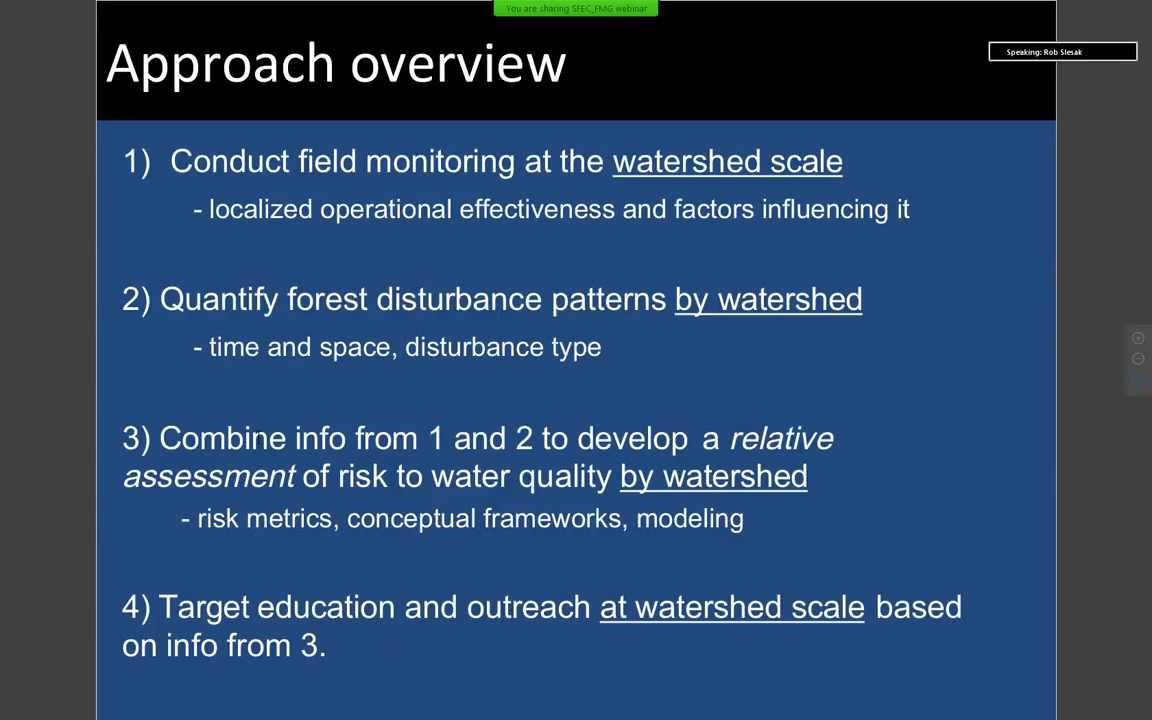 You are sharing SFEC_FMG webinar
Speaking: Rob Slesak
Approach overview
1) Conduct field monitoring at the watershed scale
- localized operational effectiveness and factors influencing it
2) Quantify forest disturbance patterns by watershed
- time and space, disturbance type
3) Combine info from 1 and 2 to develop a relative
assessment of risk to water quality by watershed
- risk metrics, conceptual frameworks, modeling
4) Target education and outreach at watershed scale based
on info from 3.